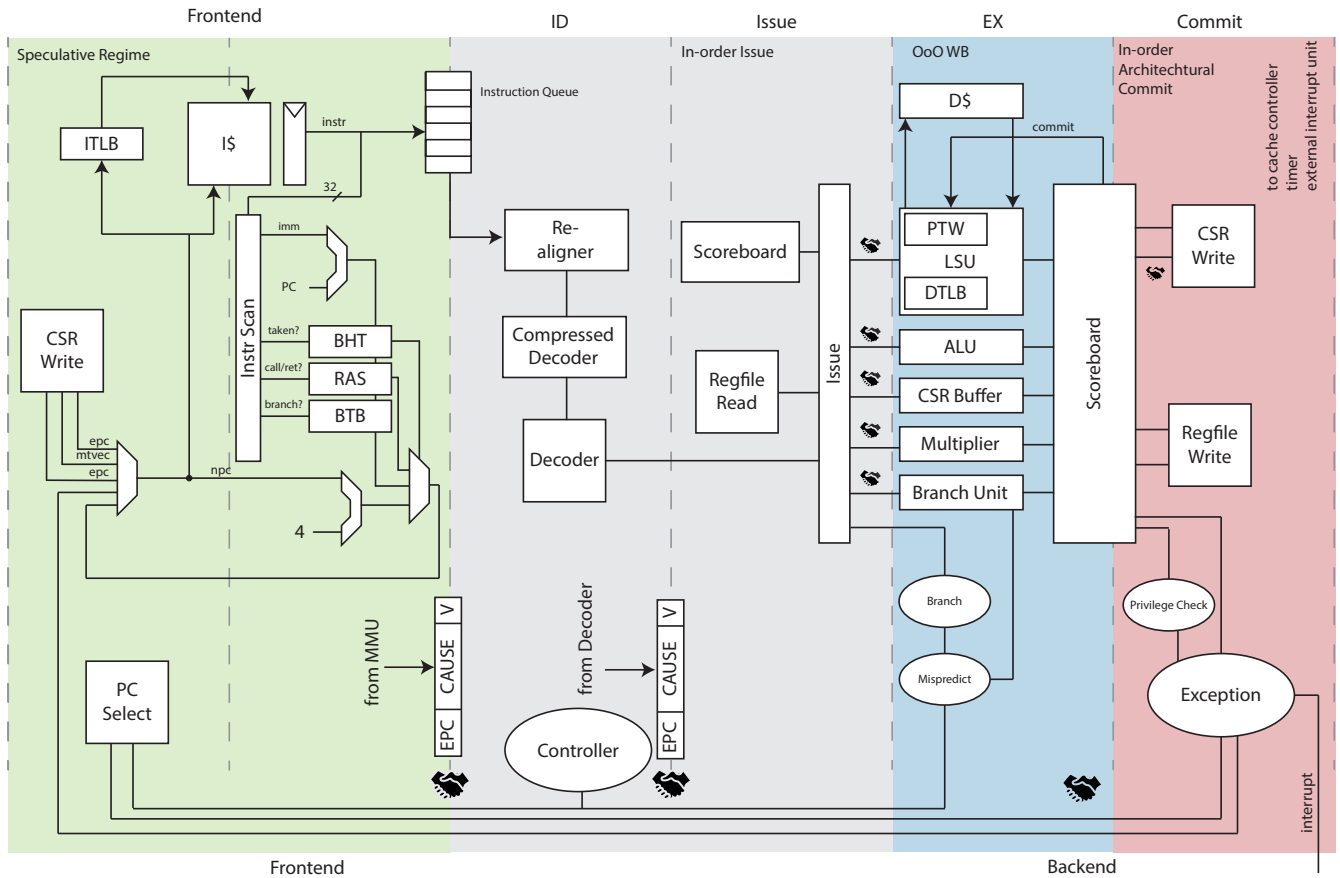 Frontend
ID
Issue
EX
Commit
Speculative Regime
In-order Issue
OoO WB
In-order
Architechtural
Commit
to cache controller
timer
external interrupt unit
ITLB
I$
instr
Instruction Queue
32
Instr Scan
imm
PC
taken?
BHT
call/ret?
RAS
branch?
BTB
CSR
Write
epc
mtvec
epc
npc
4
PC
Select
from MMU
EPC
CAUSE
V
Re-
aligner
Compressed
Decoder
Decoder
from Decoder
EPC
CAUSE
V
Controller
Scoreboard
Regfile
Read
Issue
D$
commit
PTW
LSU
DTLB
ALU
CSR Buffer
Multiplier
Branch Unit
Branch
Mispredict
Scoreboard
CSR
Write
Regfile
Write
Privilege Check
Exception
interrupt
Frontend
Backend